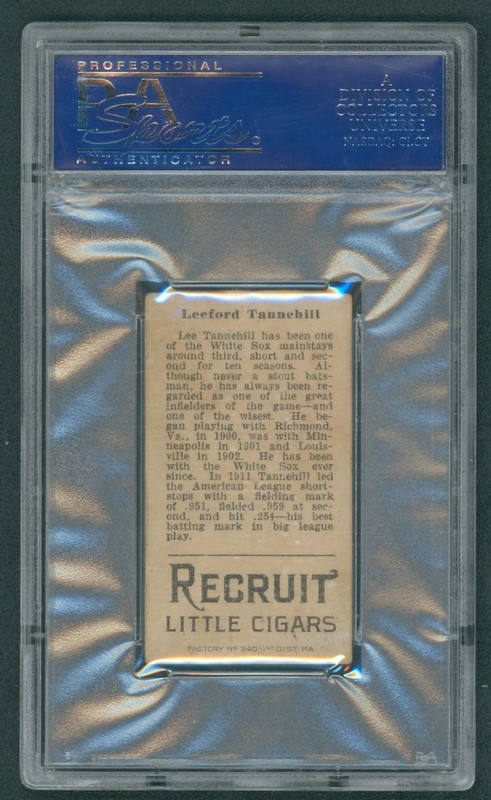 PROFESSIONAL
PSA
Sports
AUTHENTICATOR
A
DIVISION OF
COLLECTORS
UNIVERSE
NASDAQ: CLCT
Leeford Tannehill
Lee Tannehill has been one
of the White Sox mainstays
around third, short and sec-
ond for ten seasons. Al-
though never a stout bats-
man, he has always been re-
garded as one of the great
infielders of the game—and
one of the wisest. He be-
gan playing with Richmond,
Va., in 1900, was with Min-
neapolis in 1901 and Louis-
ville in 1902. He has been
with the White Sox ever
since. In 1911 Tannehill led
the American League short-
stops with a fielding mark
of .951, fielded .959 at sec-
ond, and hit .254—his best
batting mark in big league
play.
RECRUIT
LITTLE CIGARS
FACTORY No 240 1st DIST. PA
PSA